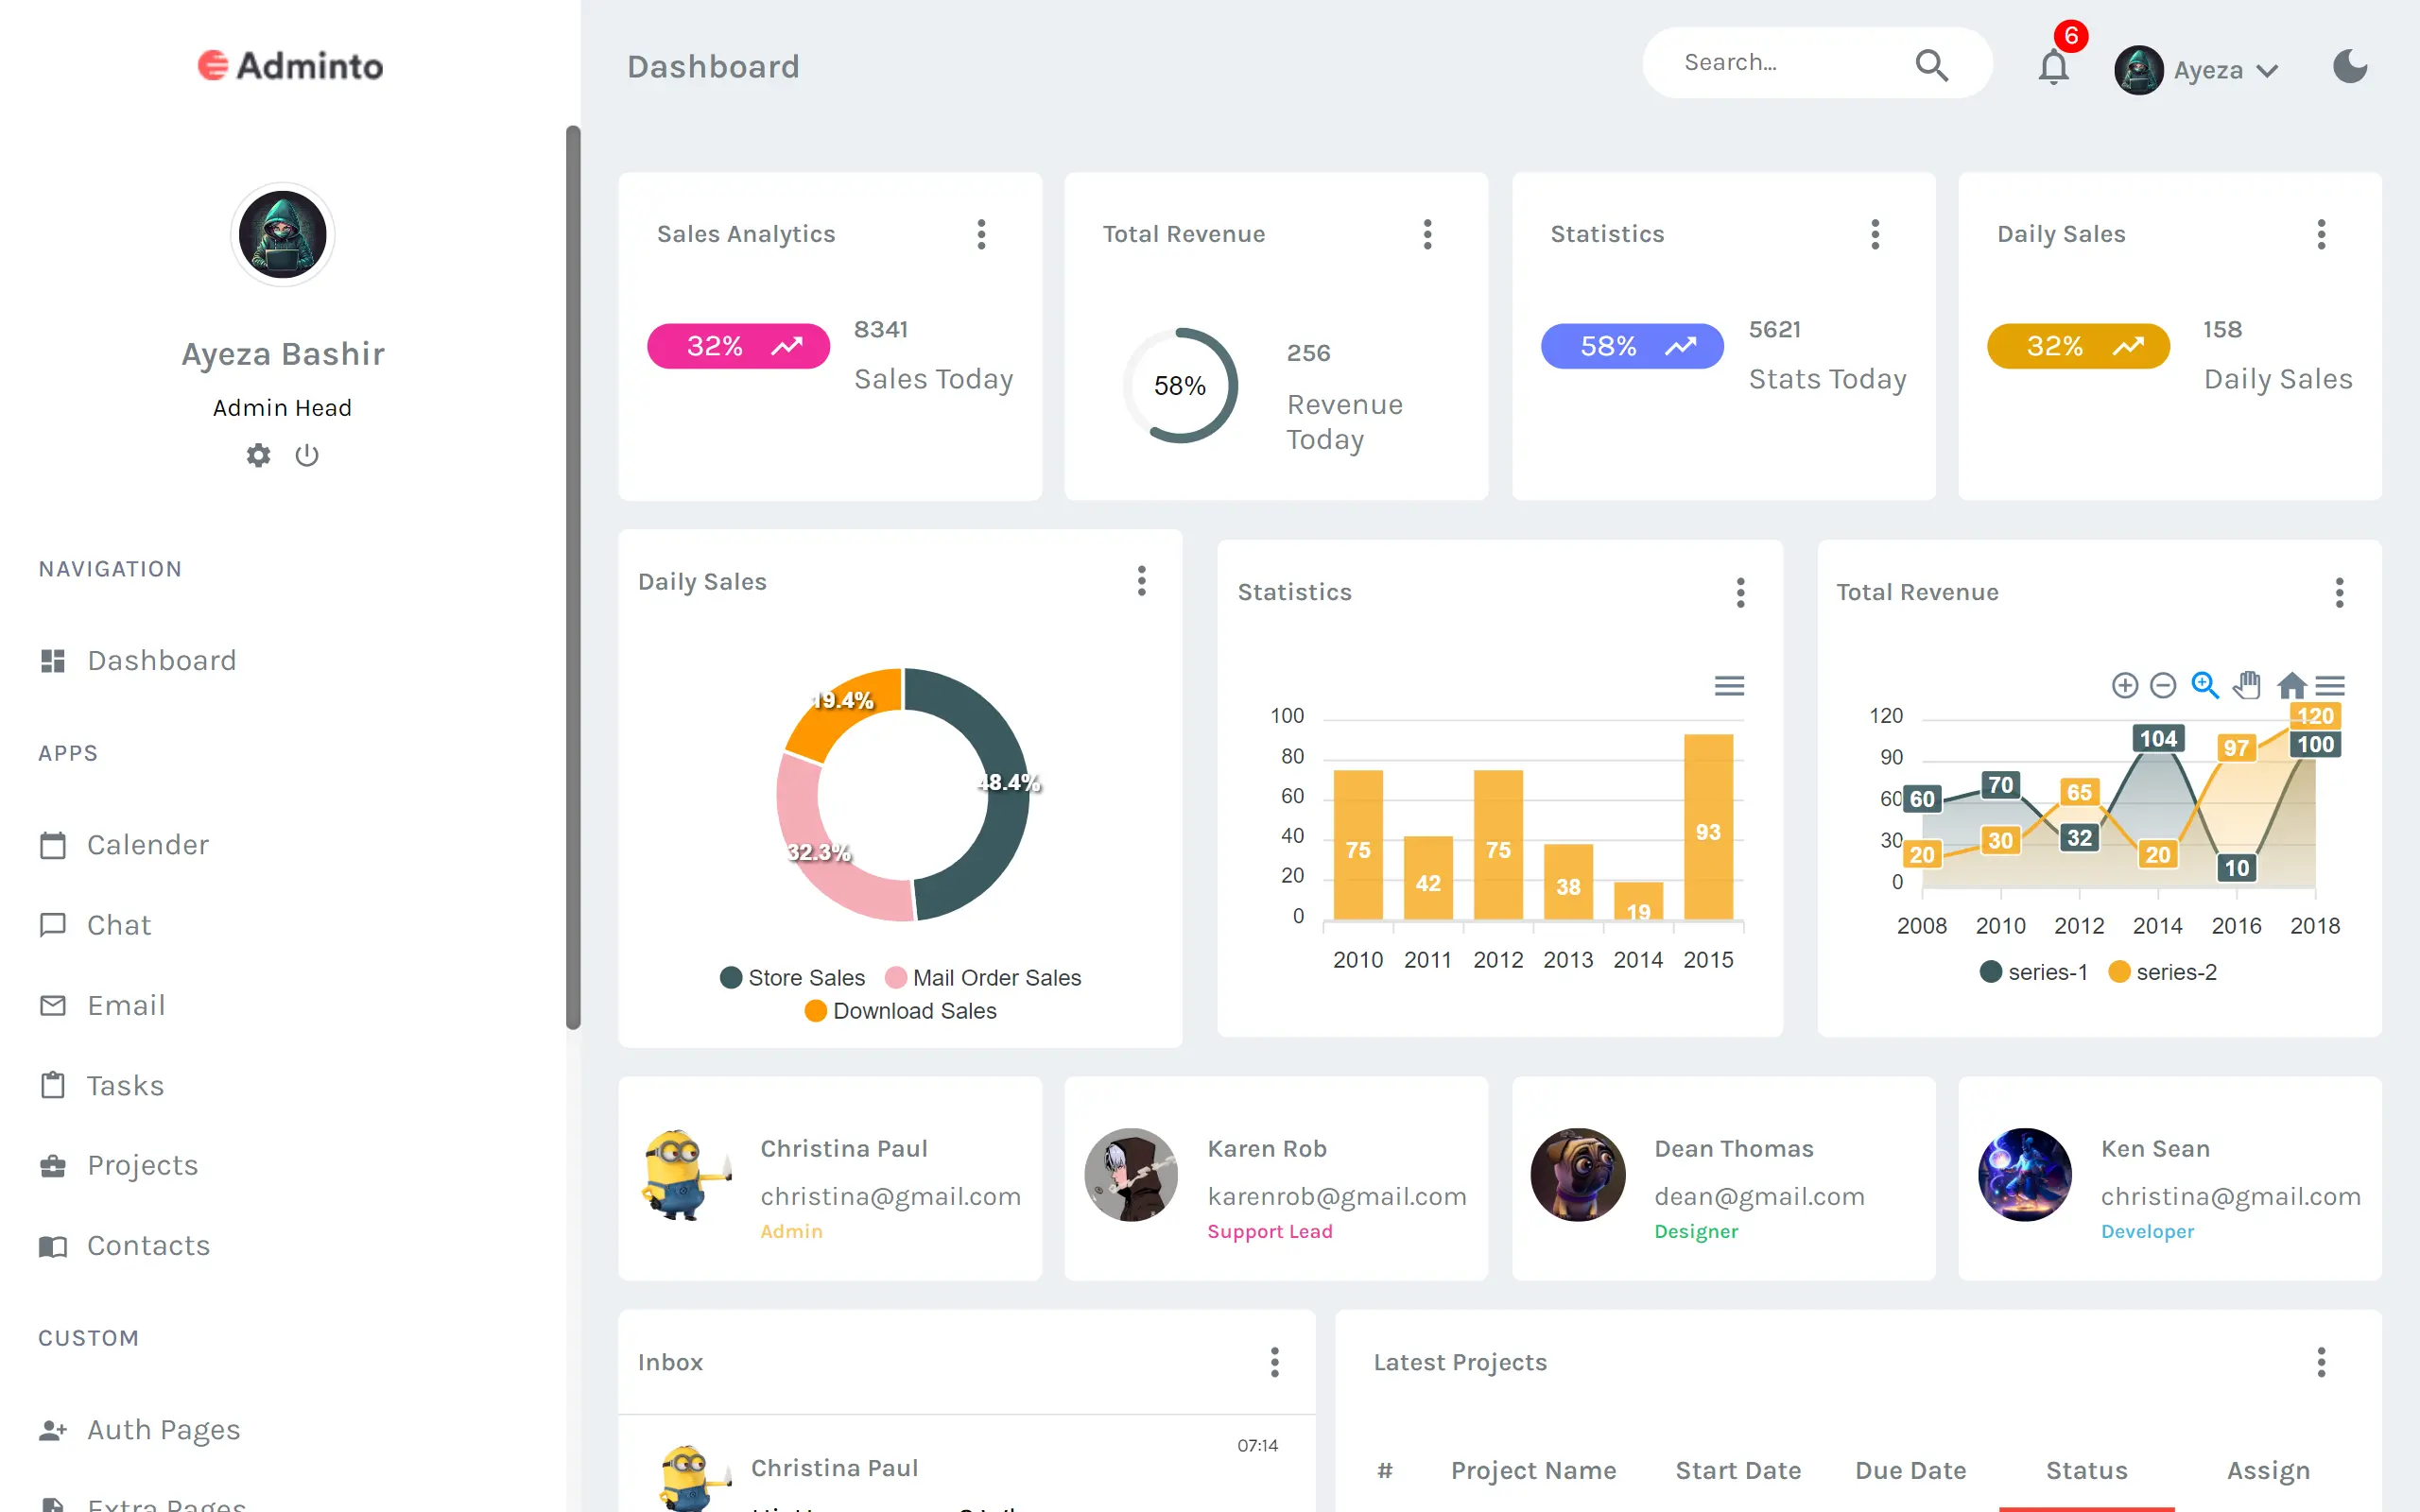 Adminto
Dashboard
Search...
6
Ayeza
Ayeza Bashir
Admin Head
NAVIGATION
Dashboard
APPS
Calender
Chat
Email
Tasks
Projects
Contacts
CUSTOM
Auth Pages
Extra Pages
Sales Analytics
32%
8341
Sales Today
Total Revenue
58%
256
Revenue
Today
Statistics
58%
5621
Stats Today
Daily Sales
32%
158
Daily Sales
Daily Sales
19.4%
48.4%
32.3%
Store Sales
Mail Order Sales
Download Sales
Statistics
100
80
60
40
20
0
75
42
75
38
19
93
2010 2011 2012 2013 2014 2015
Total Revenue
120
90
60
30
0
60
70
32
104
10
100
20
30
65
20
97
120
2008 2010 2012 2014 2016 2018
series-1
series-2
Christina Paul
christina@gmail.com
Admin
Karen Rob
karenrob@gmail.com
Support Lead
Dean Thomas
dean@gmail.com
Designer
Ken Sean
christina@gmail.com
Developer
Inbox
Christina Paul
07:14
Latest Projects
# Project Name Start Date Due Date Status Assign